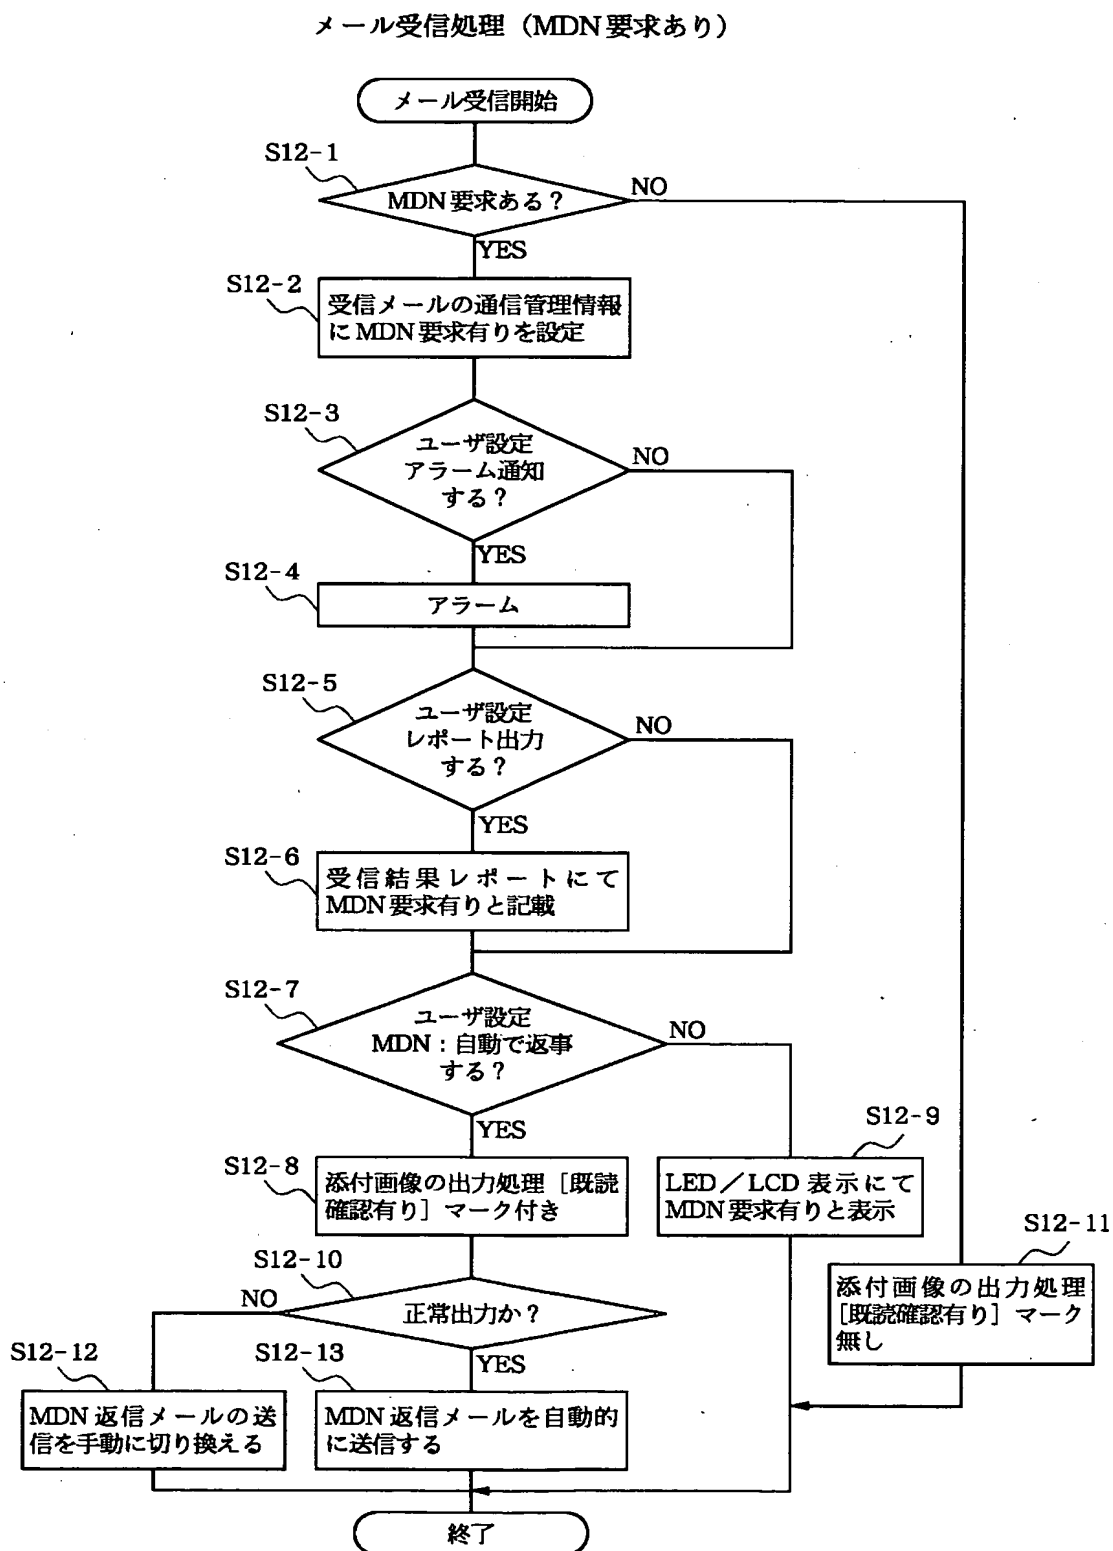 メール受信処理（MDN要求あり）
メール受信開始
S12-1
MDN要求ある？
NO
YES
S12-2
受信メールの通信管理情報
にMDN要求有りを設定
S12-3
ユーザ設定
アラーム通知
する？
NO
YES
S12-4
アラーム
S12-5
ユーザ設定
レポート出力
する？
NO
YES
S12-6
受信結果レポートにて
MDN要求有りと記載
S12-7
ユーザ設定
MDN：自動で返事
する？
NO
YES
S12-8
添付画像の出力処理［既読
確認有り］マーク付き
S12-9
LED／LCD表示にて
MDN要求有りと表示
S12-11
添付画像の出力処理
［既読確認有り］マーク
無し
S12-10
正常出力か？
NO
YES
S12-12
MDN返信メールの送
信を手動に切り換える
S12-13
MDN返信メールを自動的
に送信する
終了